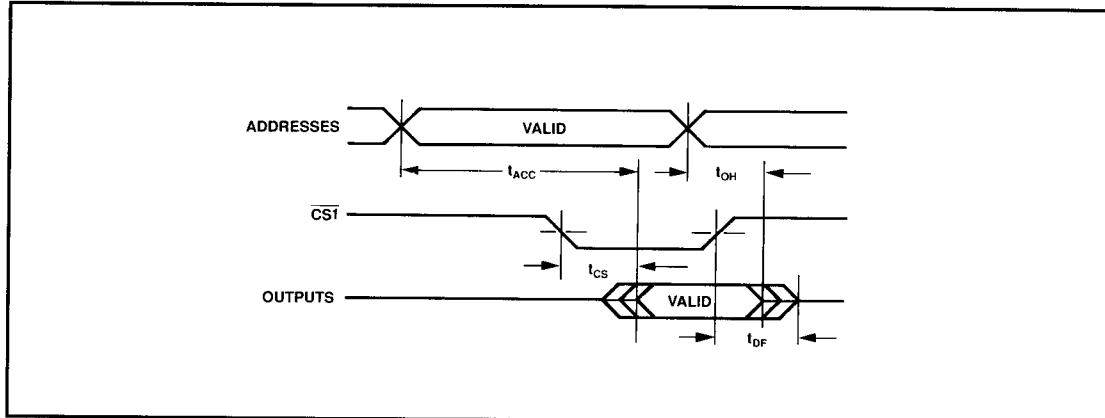 ADDRESSES
VALID
tACC
tOH
CS1
tCS
OUTPUTS
VALID
tDF